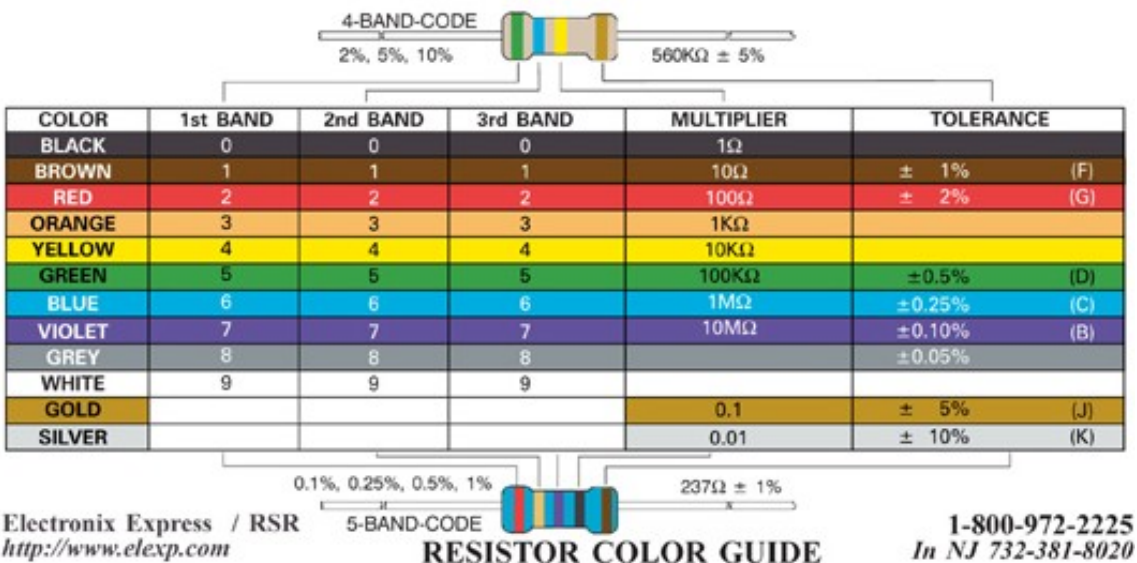 4-BAND-CODE
2%, 5%, 10% 560KΩ ± 5%
COLOR 1st BAND 2nd BAND 3rd BAND MULTIPLIER TOLERANCE
BLACK 0 0 0 1Ω
BROWN 1 1 1 10Ω ± 1% (F)
RED 2 2 2 100Ω ± 2% (G)
ORANGE 3 3 3 1KΩ
YELLOW 4 4 4 10KΩ
GREEN 5 5 5 100KΩ ±0.5% (D)
BLUE 6 6 6 1MΩ ±0.25% (C)
VIOLET 7 7 7 10MΩ ±0.10% (B)
GREY 8 8 8 ±0.05%
WHITE 9 9 9
GOLD 0.1 ± 5% (J)
SILVER 0.01 ± 10% (K)
0.1%, 0.25%, 0.5%, 1% 237Ω ± 1%
5-BAND-CODE
Electronix Express / RSR
http://www.elexp.com
RESISTOR COLOR GUIDE
1-800-972-2225
In NJ 732-381-8020